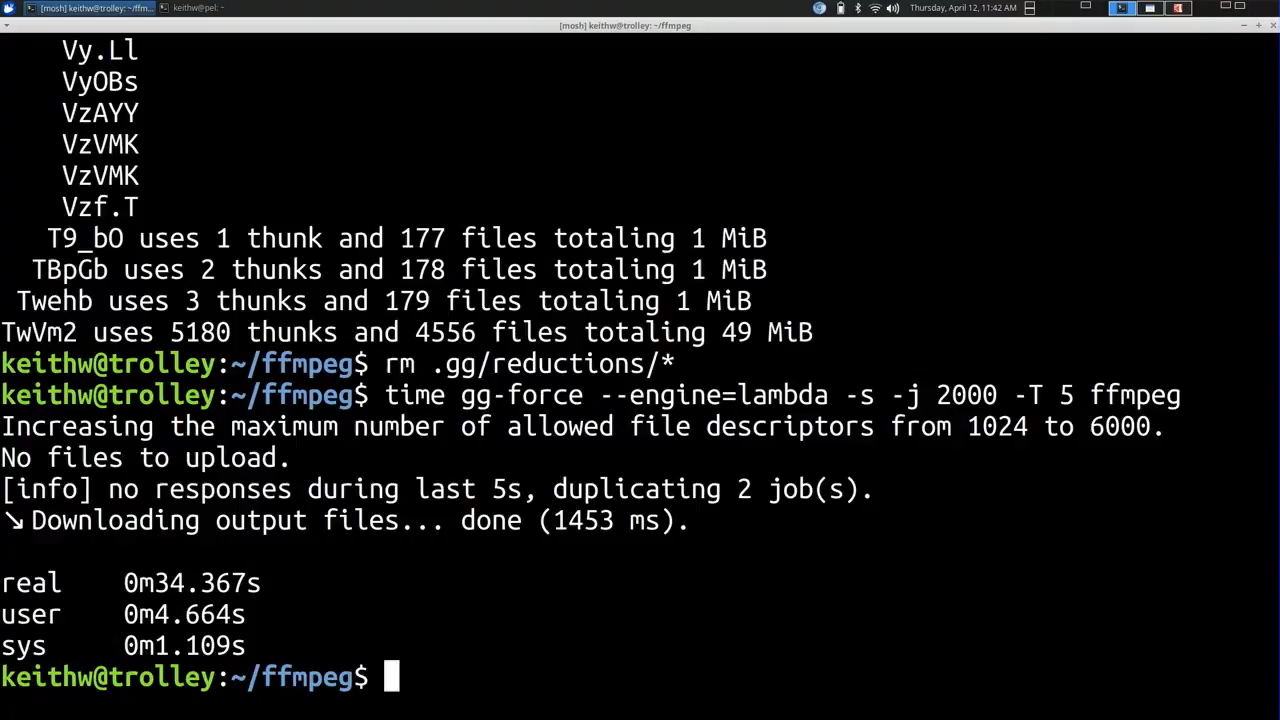 [mosh] keithw@trolley: ~/ffm...
keithw@pel: ~
Thursday, April 12, 11:42 AM
[mosh] keithw@trolley: ~/ffmpeg
Vy.Ll
VyOBs
VzAYY
VzVMK
VzVMK
Vzf.T
T9_bO uses 1 thunk and 177 files totaling 1 MiB
TBpGb uses 2 thunks and 178 files totaling 1 MiB
Twehb uses 3 thunks and 179 files totaling 1 MiB
TwVm2 uses 5180 thunks and 4556 files totaling 49 MiB
keithw@trolley:~/ffmpeg$ rm .gg/reductions/*
keithw@trolley:~/ffmpeg$ time gg-force --engine=lambda -s -j 2000 -T 5 ffmpeg
Increasing the maximum number of allowed file descriptors from 1024 to 6000.
No files to upload.
[info] no responses during last 5s, duplicating 2 job(s).
↘ Downloading output files... done (1453 ms).
real 0m34.367s
user 0m4.664s
sys 0m1.109s
keithw@trolley:~/ffmpeg$